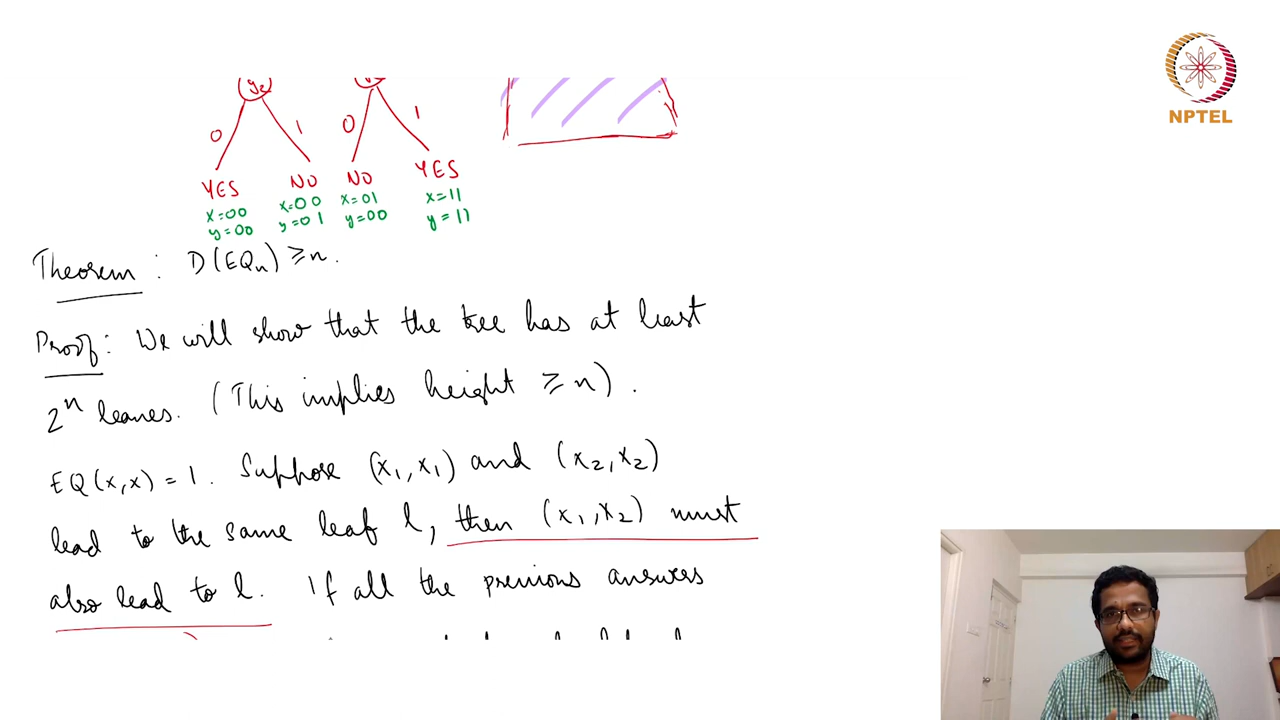 NPTEL
y₂
0 1 0 1
YES NO NO YES
x=00 x=00 x=01 x=11
y=00 y=01 y=00 y=11
Theorem : D(EQₙ) ≥ n.
Proof: We will show that the tree has at least
2ⁿ leaves. (This implies height ≥ n).
EQ(x,x) = 1. Suppose (x₁,x₁) and (x₂,x₂)
lead to the same leaf l, then (x₁,x₂) must
also lead to l. If all the previous answers